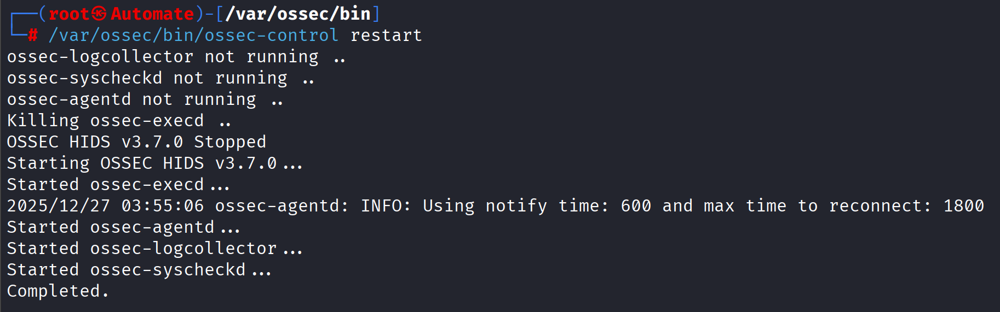 ┌──(root㉿Automate)-[/var/ossec/bin]
└─# /var/ossec/bin/ossec-control restart
ossec-logcollector not running ..
ossec-syscheckd not running ..
ossec-agentd not running ..
Killing ossec-execd ..
OSSEC HIDS v3.7.0 Stopped
Starting OSSEC HIDS v3.7.0...
Started ossec-execd...
2025/12/27 03:55:06 ossec-agentd: INFO: Using notify time: 600 and max time to reconnect: 1800
Started ossec-agentd...
Started ossec-logcollector...
Started ossec-syscheckd...
Completed.